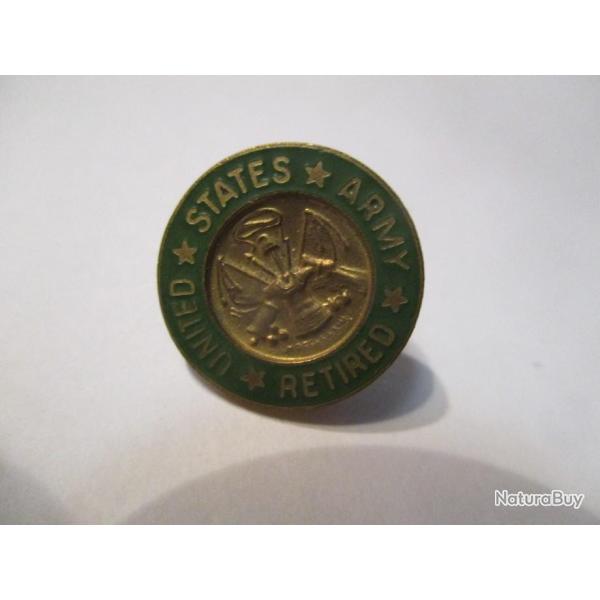 UNITED ★ STATES ★ ARMY ★ RETIRED ★
NaturaBuy